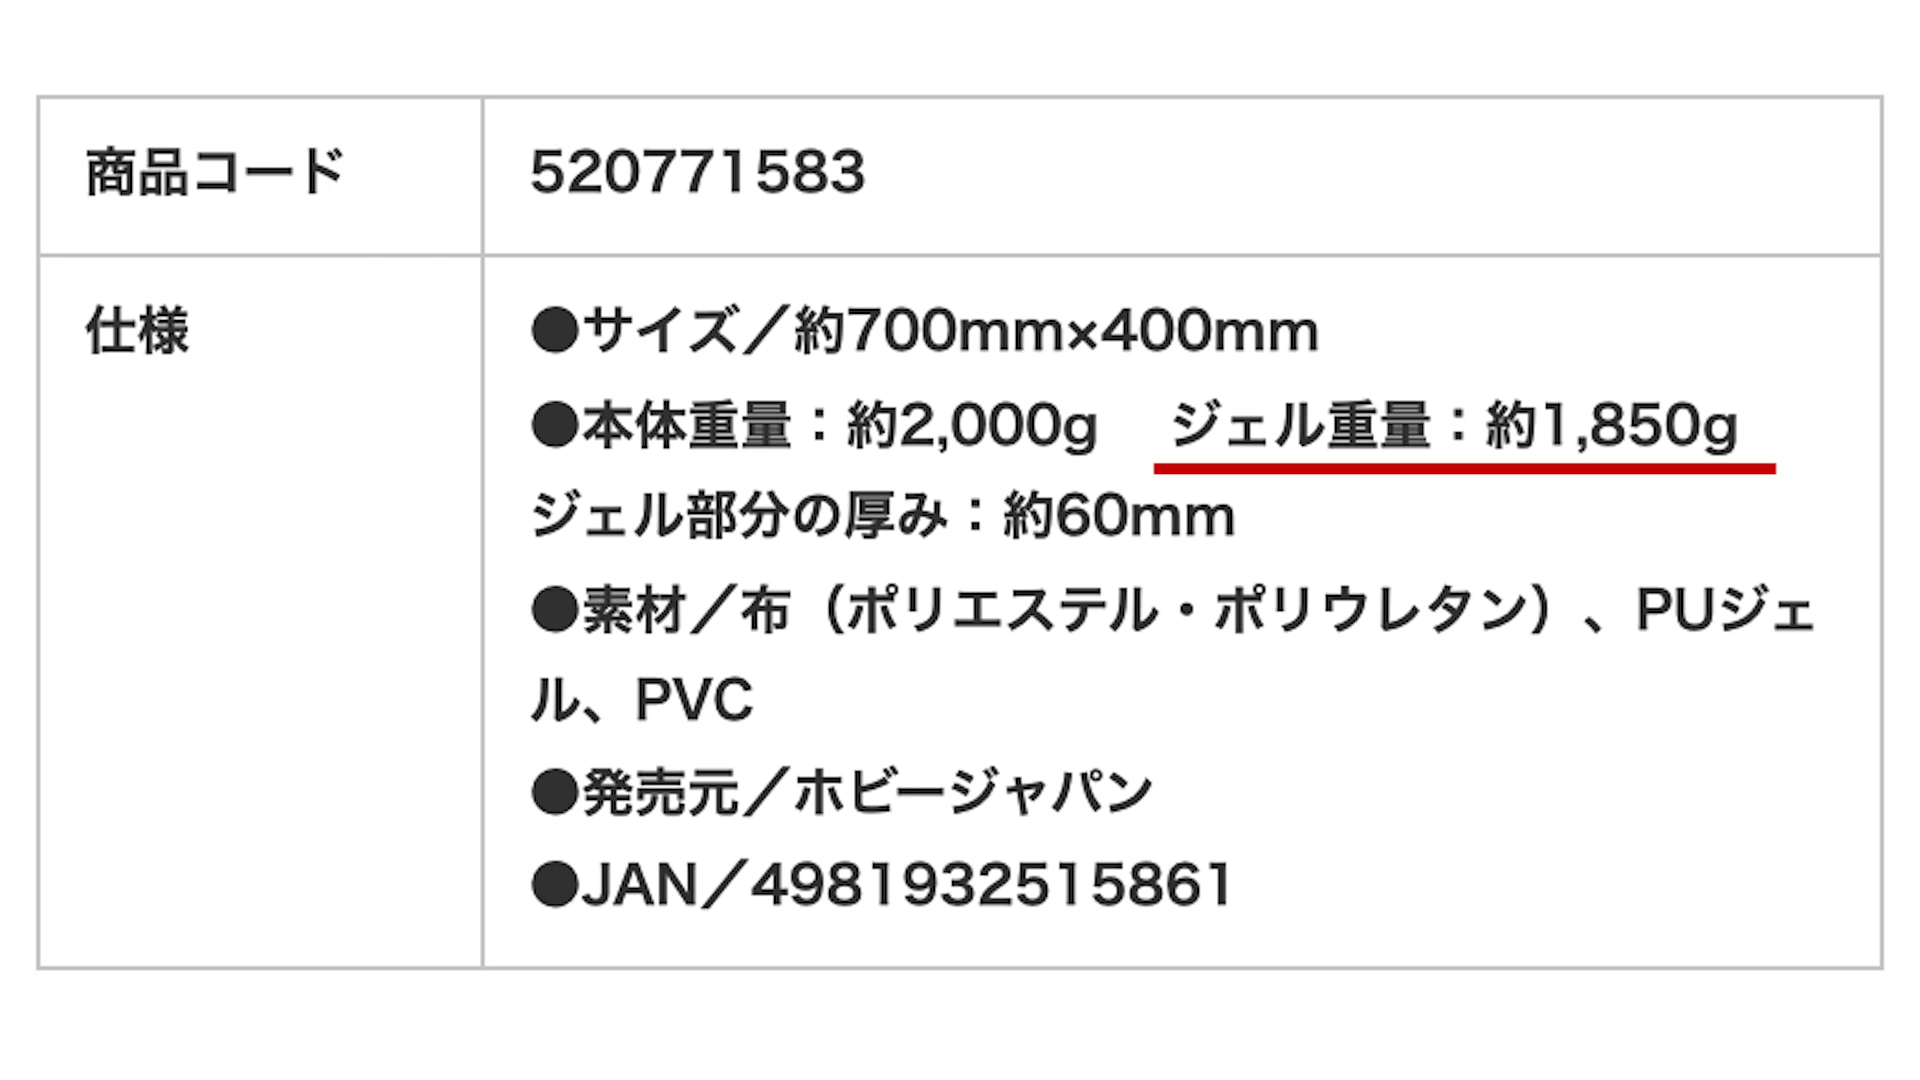 商品コード 520771583
仕様 ●サイズ／約700mm×400mm
●本体重量：約2,000g　ジェル重量：約1,850g
ジェル部分の厚み：約60mm
●素材／布（ポリエステル・ポリウレタン）、PUジェ
ル、PVC
●発売元／ホビージャパン
●JAN／4981932515861